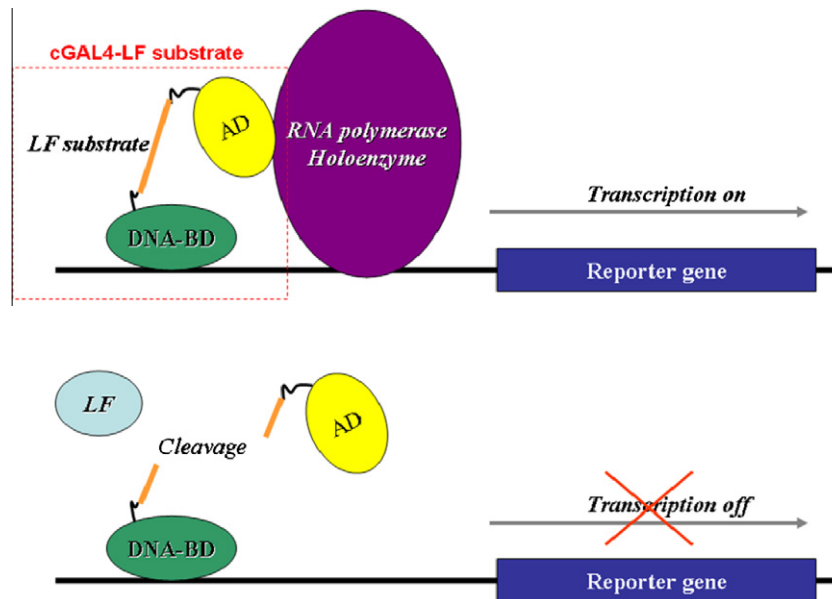 cGAL4-LF substrate
LF substrate
AD
RNA polymerase
Holoenzyme
DNA-BD
Transcription on
Reporter gene
LF
Cleavage
AD
DNA-BD
Transcription off
Reporter gene